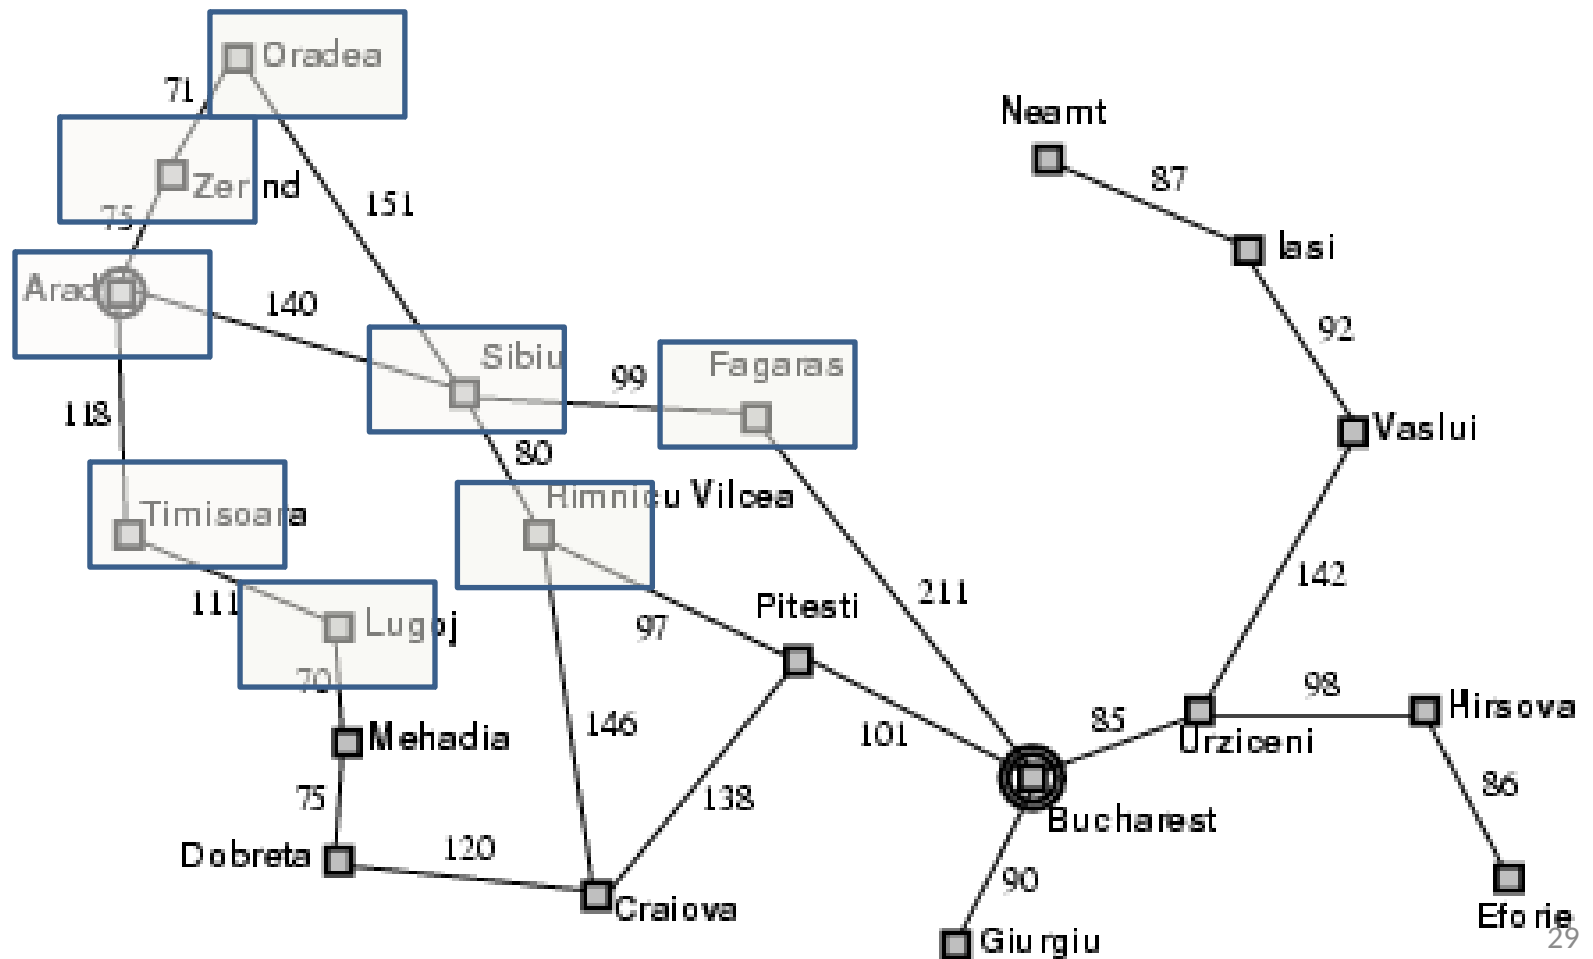 Oradea
71
Neamt
87
Zerind
151
75
Iasi
Arad
140
92
Sibiu
Fagaras
99
118
Vaslui
80
Rimnicu Vilcea
Timisoara
142
211
111
Pitesti
Lugoj
97
70
98
Hirsova
146
85
101
Urziceni
Mehadia
86
75
138
Bucharest
120
Dobreta
90
Craiova
Eforie
Giurgiu
29